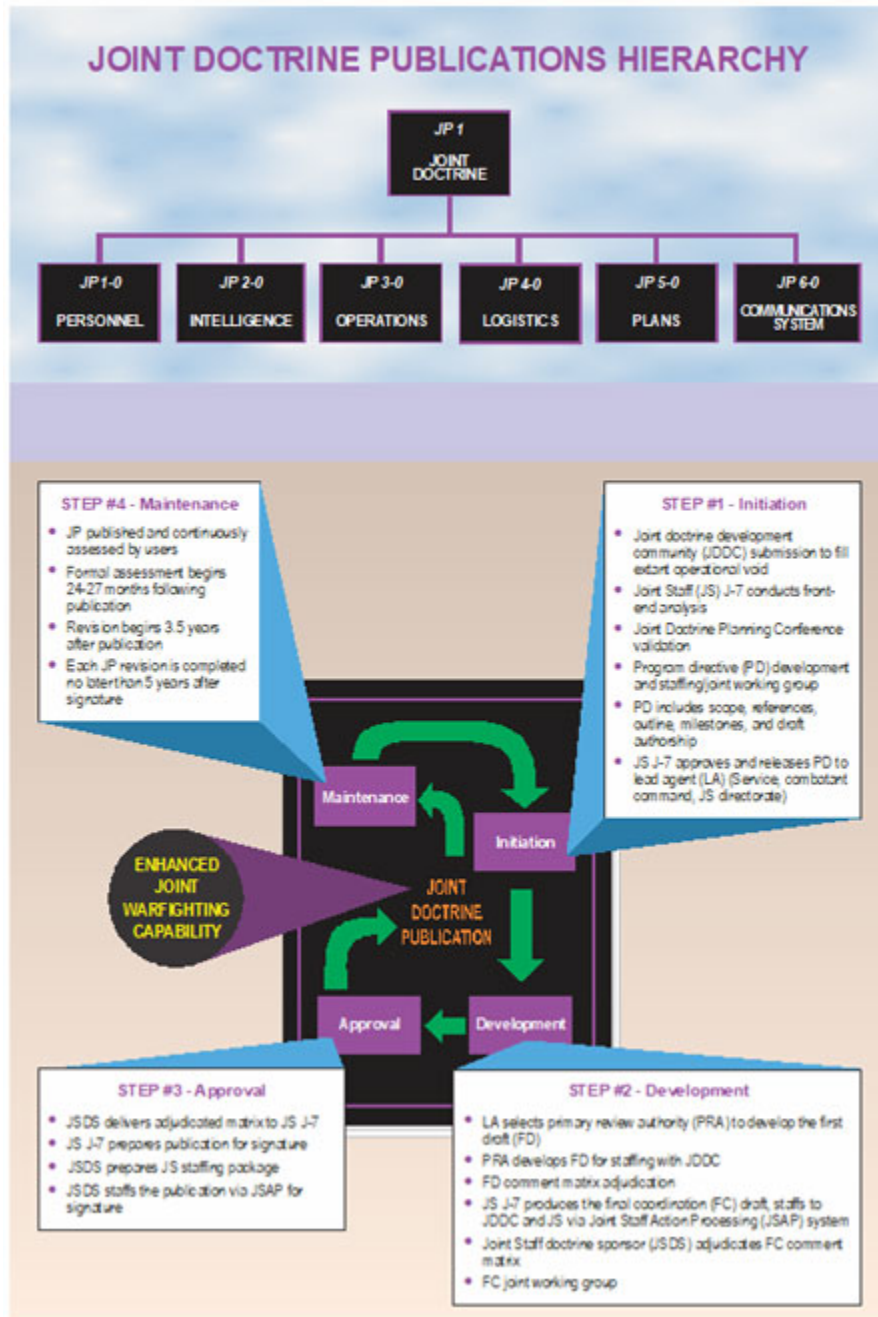 JOINT DOCTRINE PUBLICATIONS HIERARCHY
JP 1
JOINT
DOCTRINE
JP 1-0
PERSONNEL
JP 2-0
INTELLIGENCE
JP 3-0
OPERATIONS
JP 4-0
LOGISTICS
JP 5-0
PLANS
JP 6-0
COMMUNICATIONS
SYSTEM
STEP #4 - Maintenance
• JP published and continuously
assessed by users
• Formal assessment begins
24-27 months following
publication
• Revision begins 3.5 years
after publication
• Each JP revision is completed
no later than 5 years after
signature
STEP #1 - Initiation
• Joint doctrine development
community (JDDC) submission to fill
extant operational void
• Joint Staff (JS) J-7 conducts front-
end analysis
• Joint Doctrine Planning Conference
validation
• Program directive (PD) development
and staffing/joint working group
• PD includes scope, references,
outline, milestones, and draft
authorship
• JS J-7 approves and releases PD to
lead agent (LA) (Service, combatant
command, JS directorate)
Maintenance
Initiation
ENHANCED
JOINT
WARFIGHTING
CAPABILITY
JOINT
DOCTRINE
PUBLICATION
Approval
Development
STEP #3 - Approval
• JSDS delivers adjudicated matrix to JS J-7
• JS J-7 prepares publication for signature
• JSDS prepares JS staffing package
• JSDS staffs the publication via JSAP for
signature
STEP #2 - Development
• LA selects primary review authority (PRA) to develop the first
draft (FD)
• PRA develops FD for staffing with JDDC
• FD comment matrix adjudication
• JS J-7 produces the final coordination (FC) draft, staffs to
JDDC and JS via Joint Staff Action Processing (JSAP) system
• Joint Staff doctrine sponsor (JSDS) adjudicates FC comment
matrix
• FC joint working group